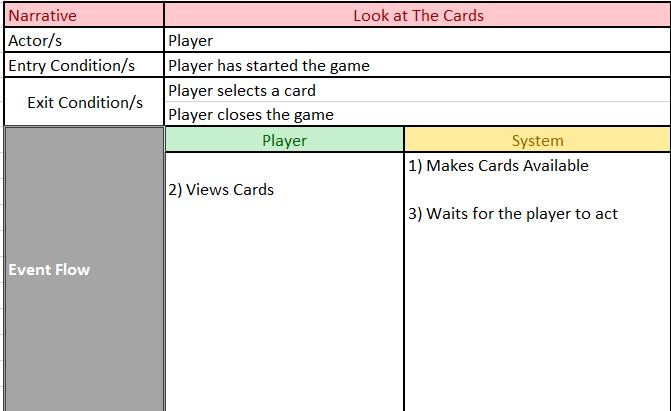 Narrative Look at The Cards
Actor/s Player
Entry Condition/s Player has started the game
Exit Condition/s Player selects a card
Player closes the game
Player System
1) Makes Cards Available
2) Views Cards
3) Waits for the player to act
Event Flow